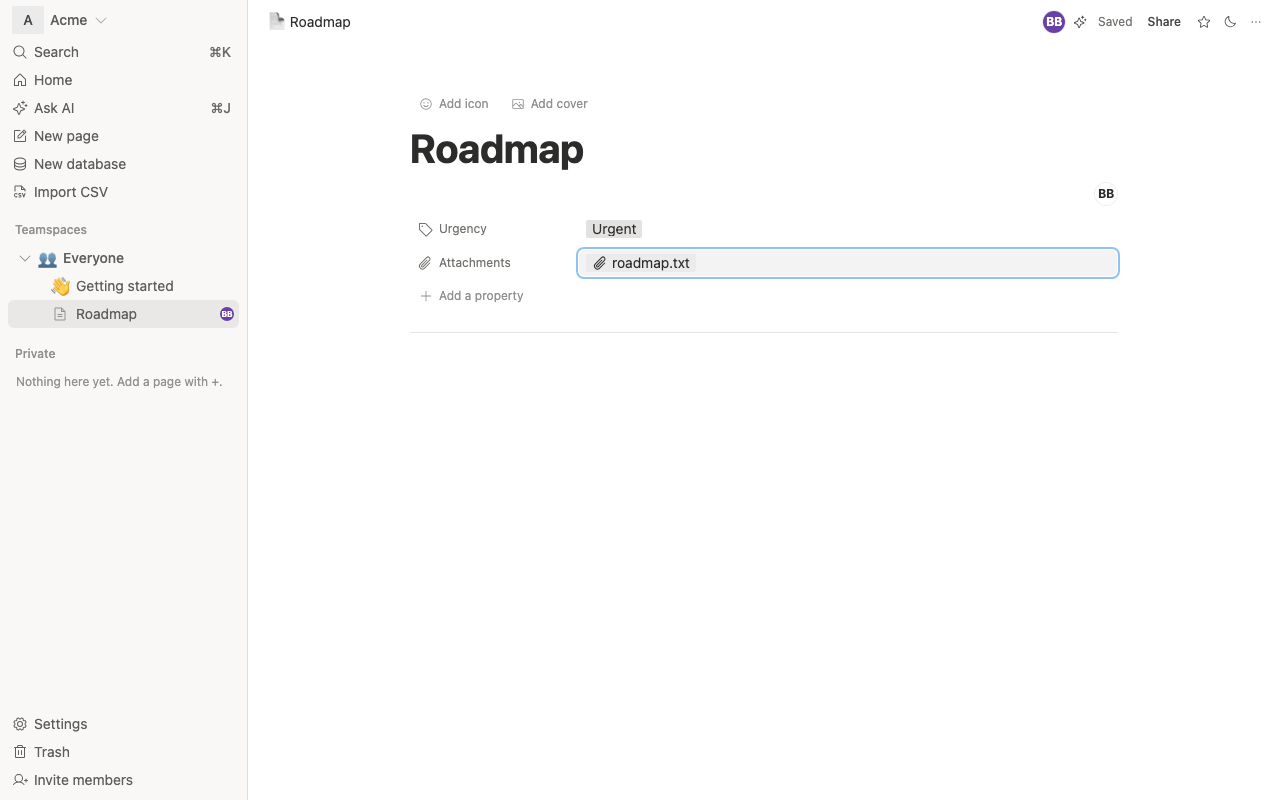 A Acme
Search ⌘K
Home
Ask AI ⌘J
New page
New database
Import CSV
Teamspaces
Everyone
Getting started
Roadmap BB
Private
Nothing here yet. Add a page with +.
Settings
Trash
Invite members
Roadmap
BB Saved Share
Add icon Add cover
Roadmap
BB
Urgency Urgent
Attachments roadmap.txt
Add a property